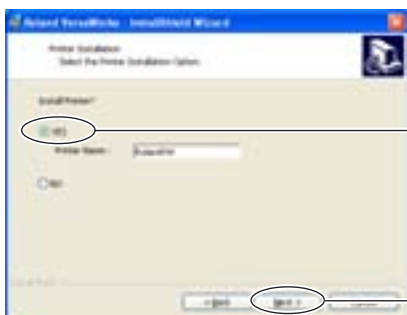 Roland VersaWorks - InstallShield Wizard
Printer Installation
Select the Printer Installation Option.
Install Printer?
YES
Printer Name :
NO
< Back
Next >
Cancel